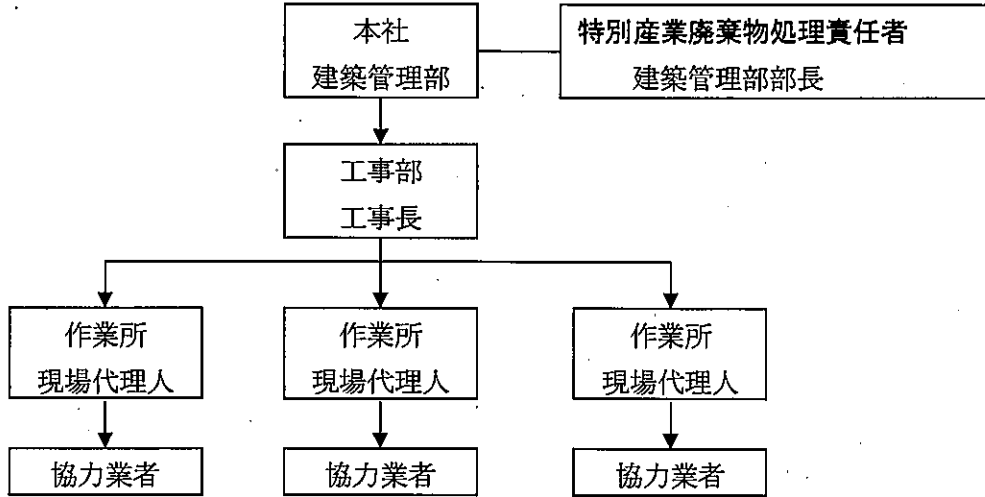 本社
建築管理部
特別産業廃棄物処理責任者
建築管理部部長
工事部
工事長
作業所
現場代理人
作業所
現場代理人
作業所
現場代理人
協力業者
協力業者
協力業者